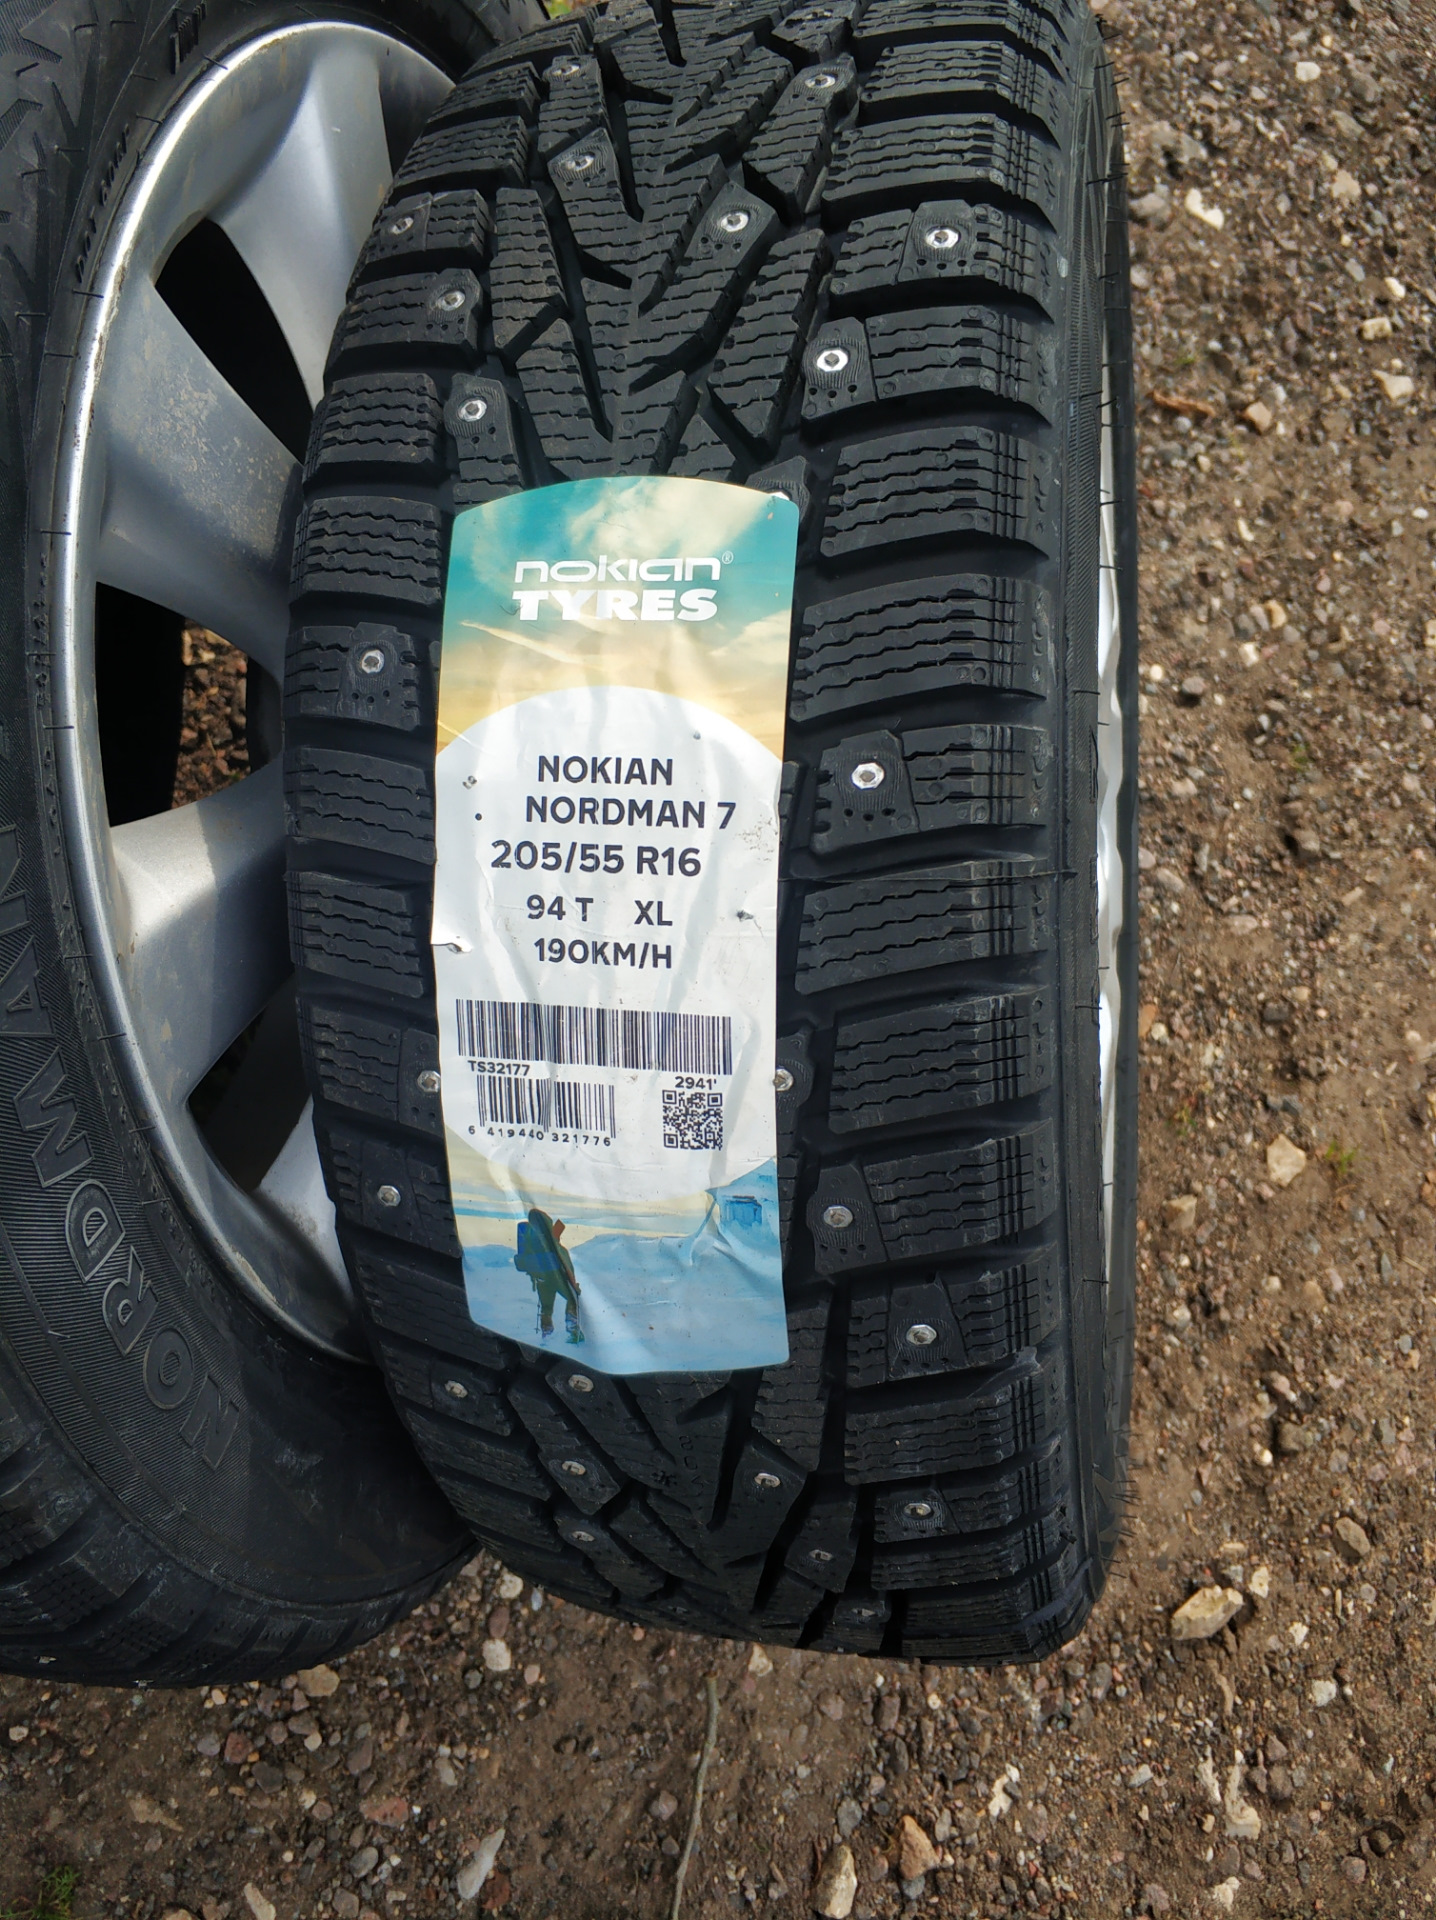 nokian®
TYRES
NOKIAN
NORDMAN 7
205/55 R16
94 T XL
190KM/H
TS32177 2941'
6 419440 321776
NORDMAN